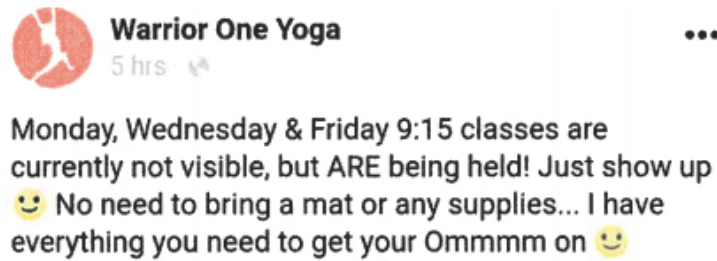 Warrior One Yoga
5 hrs
Monday, Wednesday & Friday 9:15 classes are
currently not visible, but ARE being held! Just show up
🙂 No need to bring a mat or any supplies... I have
everything you need to get your Ommmm on 🙂